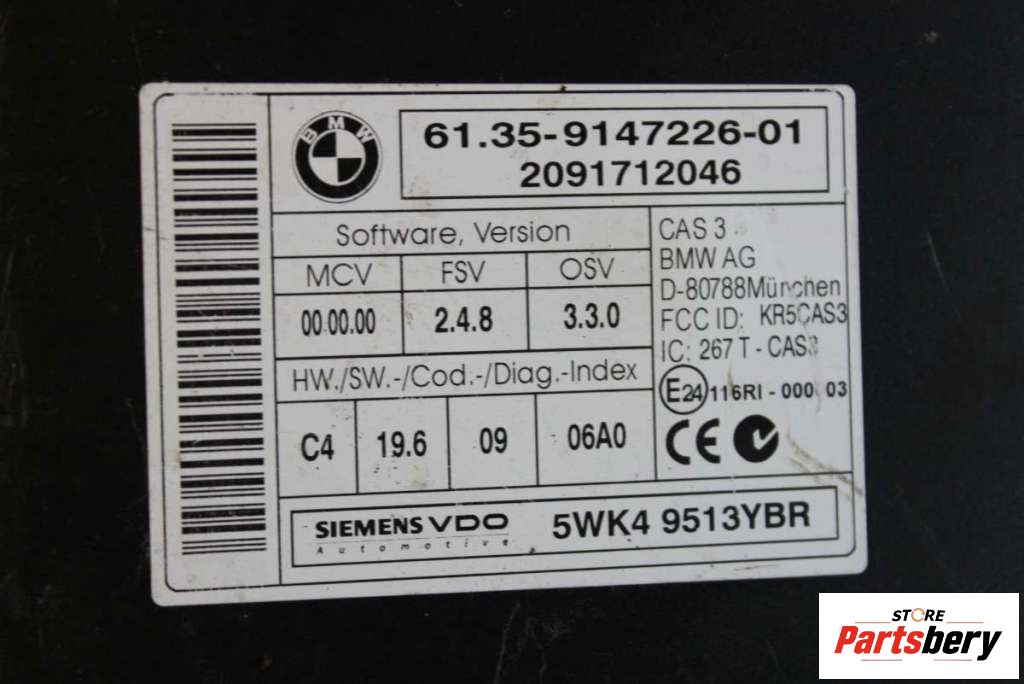 BMW
61.35-9147226-01
2091712046
Software, Version
MCV FSV OSV
00.00.00 2.4.8 3.3.0
HW./SW.-/Cod.-/Diag.-Index
C4 19.6 09 06A0
CAS 3
BMW AG
D-80788München
FCC ID: KR5CAS3
IC: 267 T - CAS3
E24 116RI - 000 03
CE
SIEMENS VDO
Automotive
5WK4 9513YBR
STORE
Partsbery